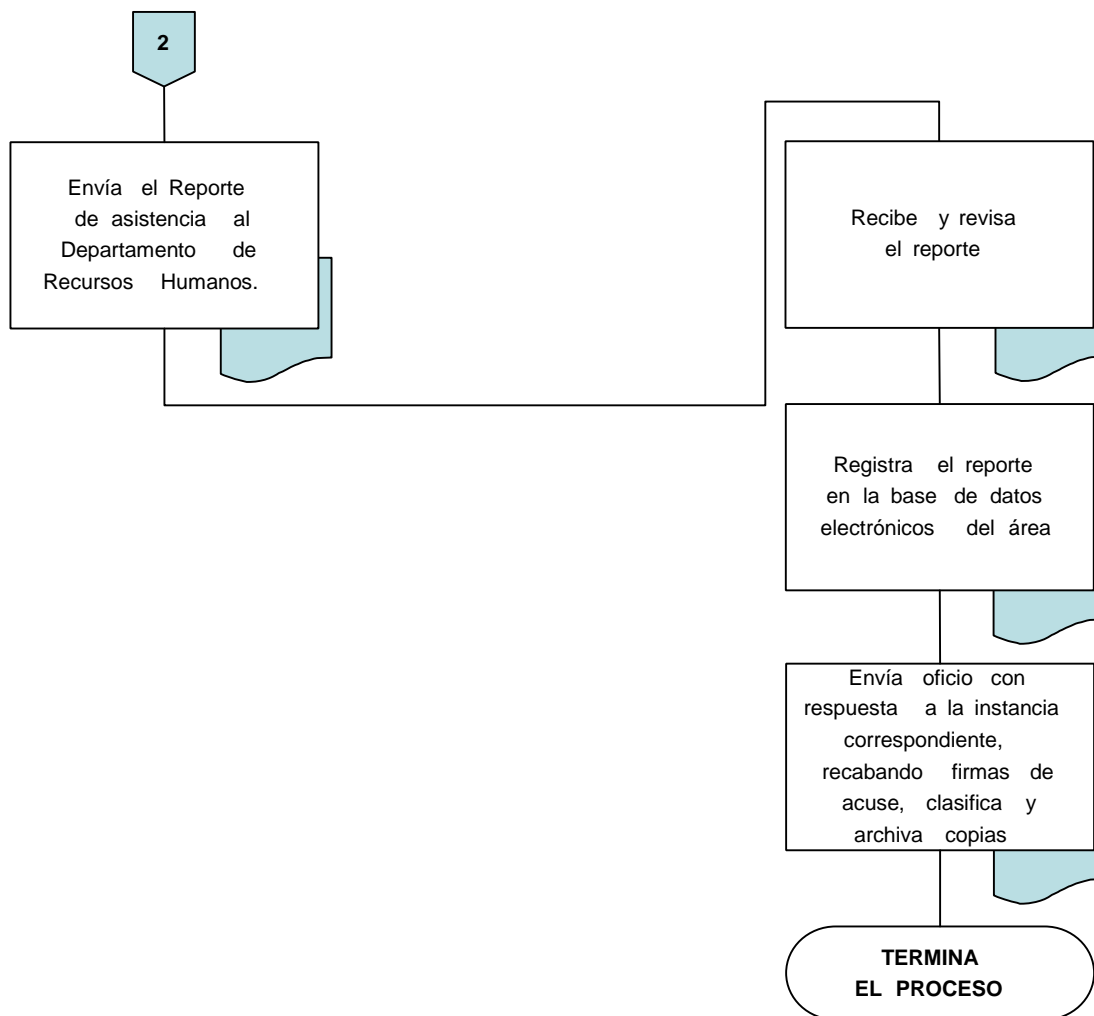 2
Envía el Reporte
de asistencia al
Departamento de
Recursos Humanos.
Recibe y revisa
el reporte
Registra el reporte
en la base de datos
electrónicos del área
Envía oficio con
respuesta a la instancia
correspondiente,
recabando firmas de
acuse, clasifica y
archiva copias
TERMINA
EL PROCESO